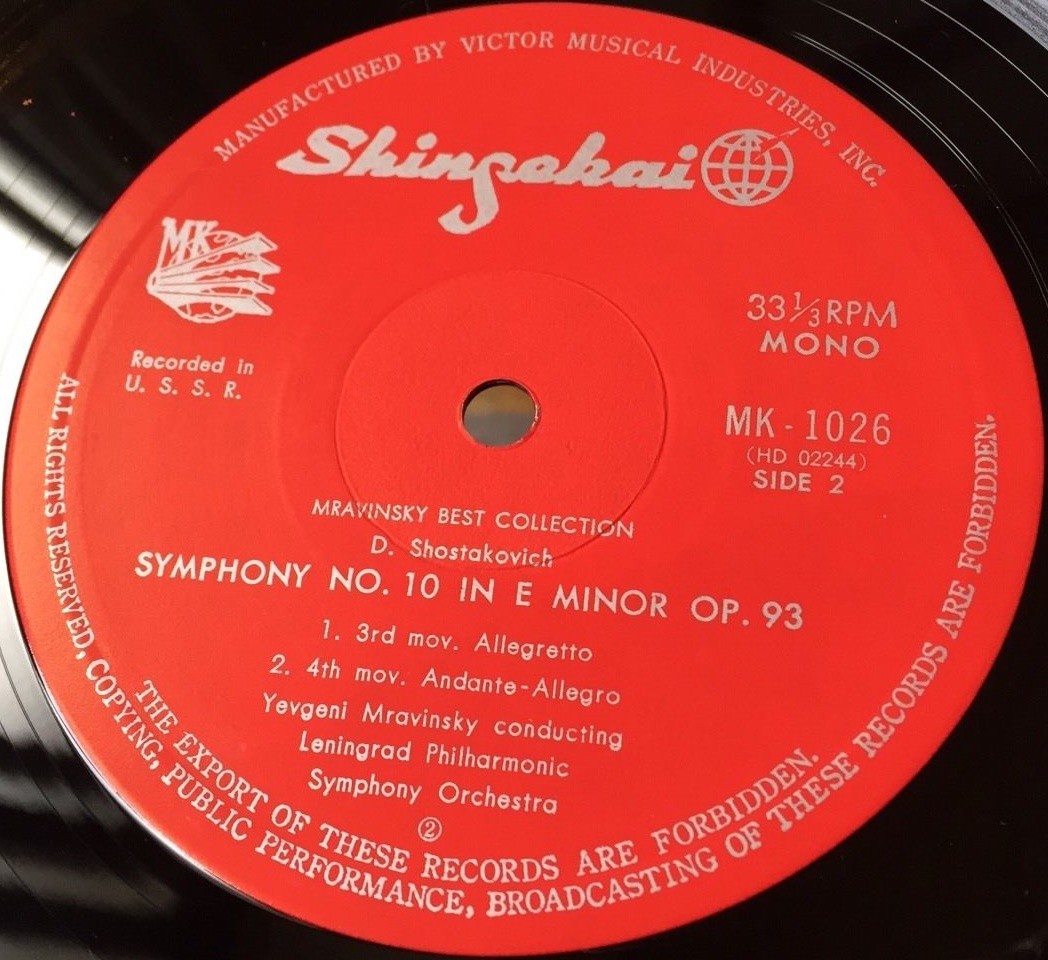 MANUFACTURED BY VICTOR MUSICAL INDUSTRIES, INC.
Shinsekai
MK
Recorded in
U. S. S. R.
33⅓RPM
MONO
MK-1026
(HD 02244)
SIDE 2
MRAVINSKY BEST COLLECTION
D. Shostakovich
SYMPHONY NO. 10 IN E MINOR OP. 93
1. 3rd mov. Allegretto
2. 4th mov. Andante-Allegro
Yevgeni Mravinsky conducting
Leningrad Philharmonic
Symphony Orchestra
②
THE EXPORT OF THESE RECORDS ARE FORBIDDEN.
ALL RIGHTS RESERVED, COPYING, PUBLIC PERFORMANCE, BROADCASTING OF THESE RECORDS ARE FORBIDDEN.